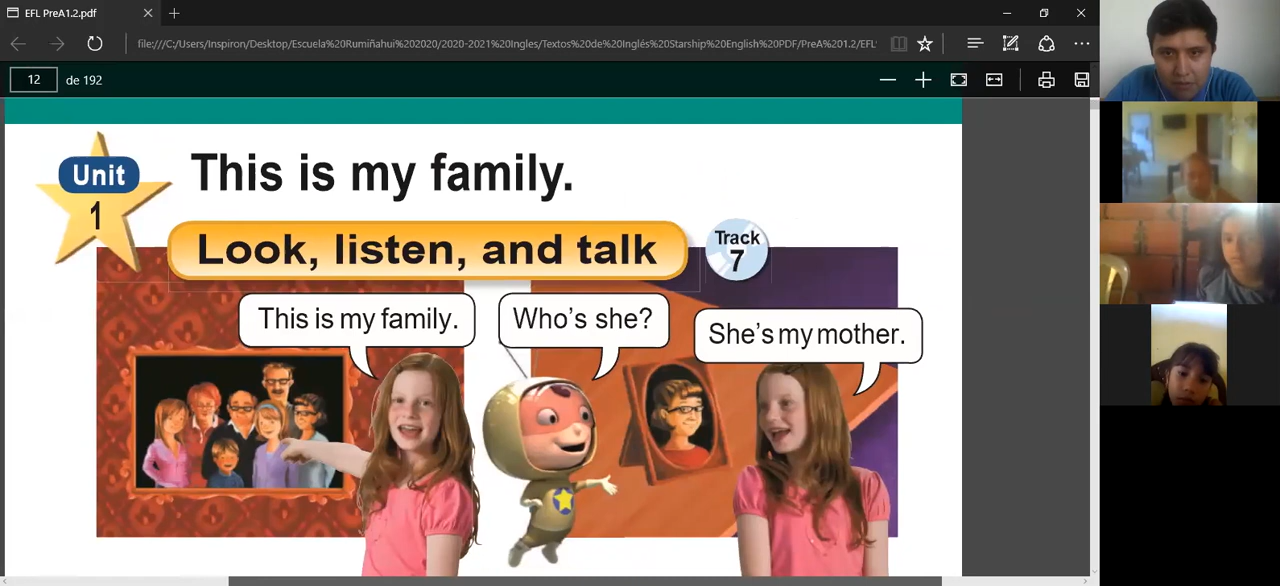 EFL PreA1.2.pdf
file:///C:/Users/Inspiron/Desktop/Escuela%20Rumiñahui%202020/2020-2021%20Ingles/Textos%20de%20Inglés%20Starship%20English%20PDF/PreA%201.2/EFL'
12 de 192
Unit
1
This is my family.
Look, listen, and talk
Track
7
This is my family.
Who's she?
She's my mother.